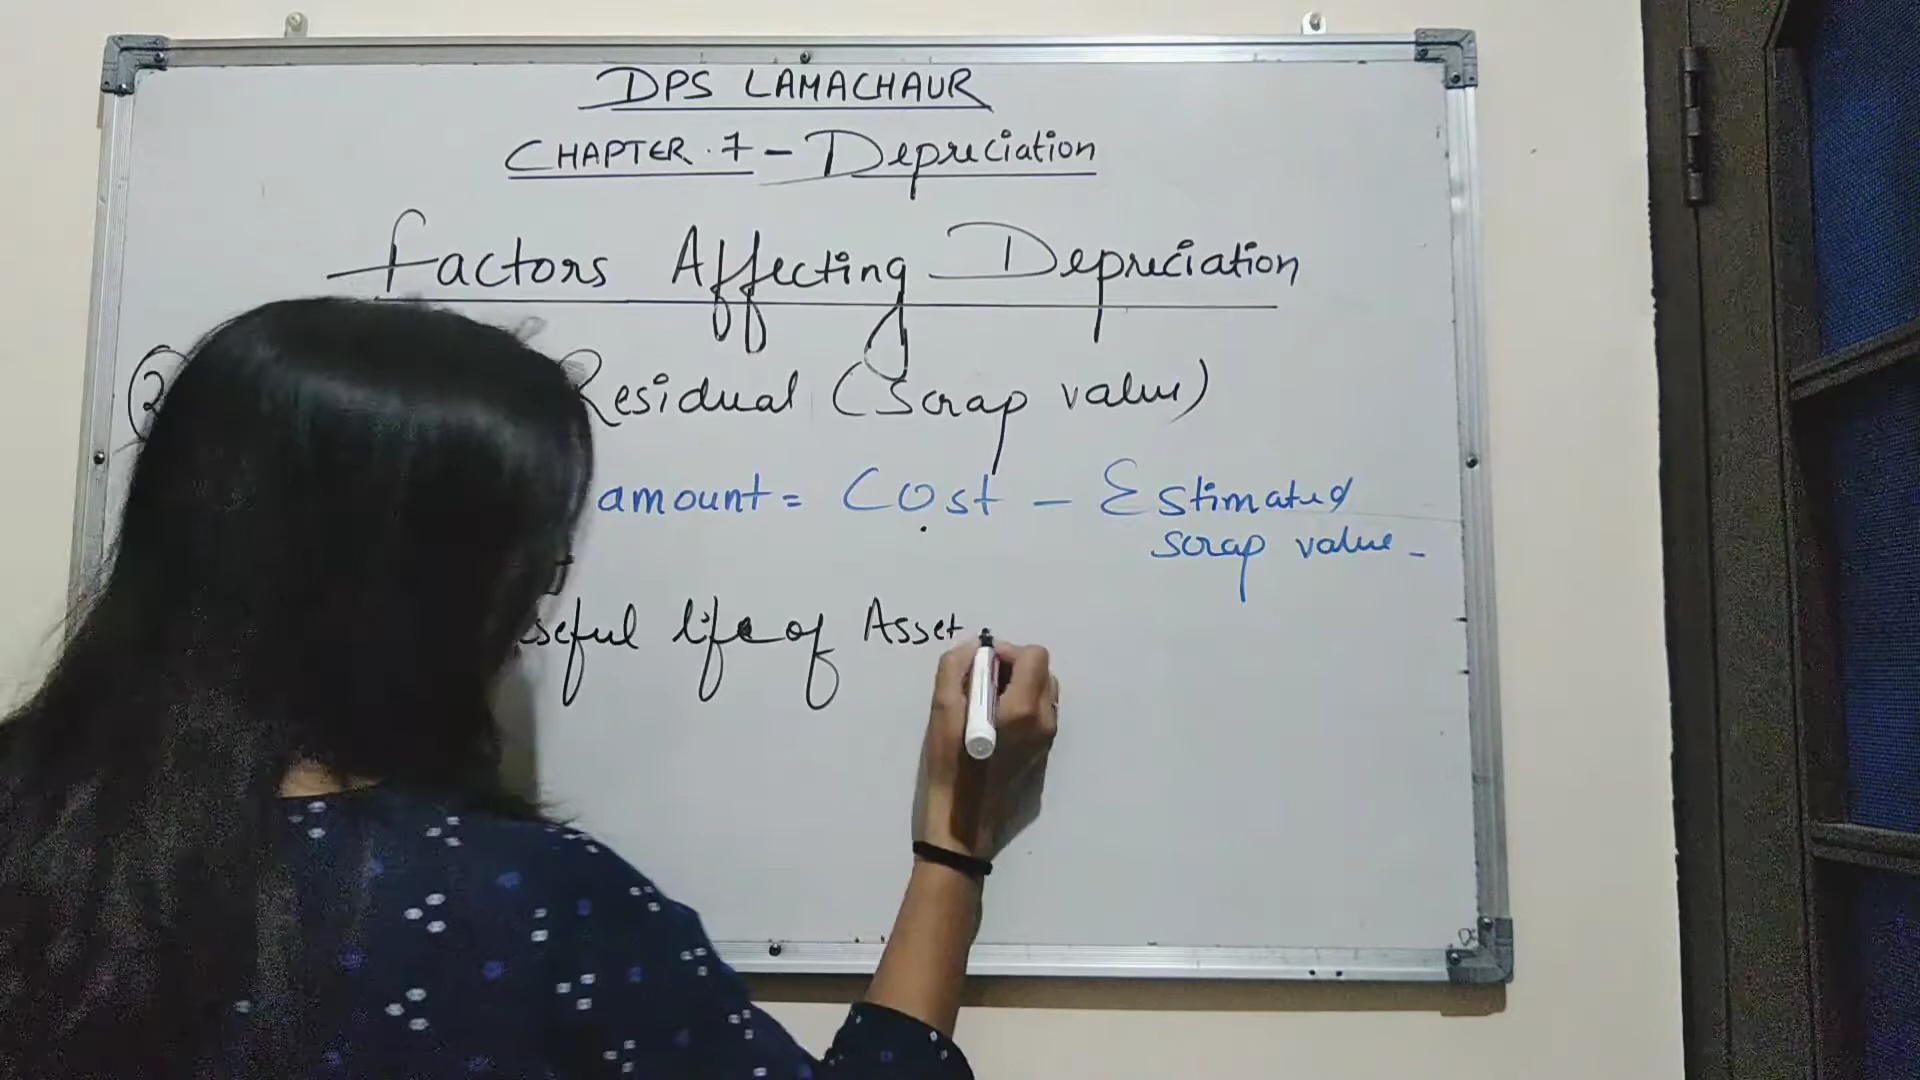 DPS LAMACHAUR
CHAPTER.7 - Depreciation
Factors Affecting Depreciation
2 Residual (Scrap value)
amount = Cost - Estimated
scrap value -
seful life of Asset